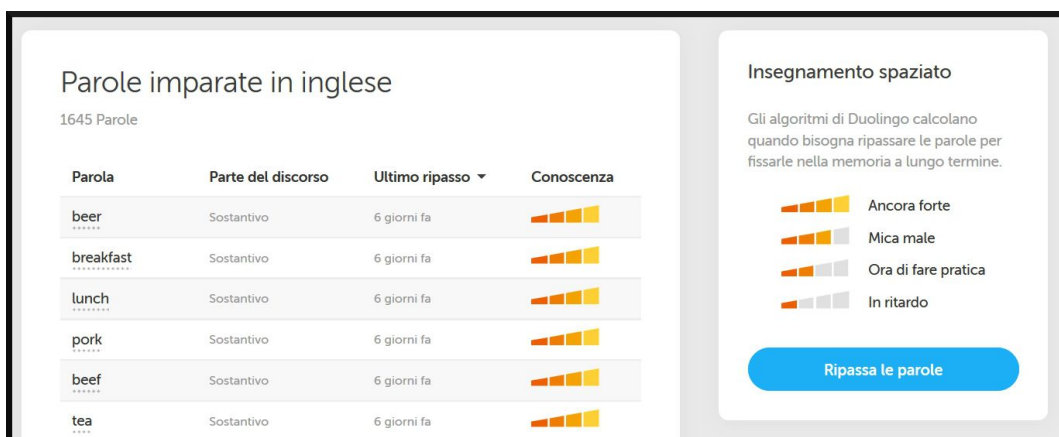 Parole imparate in inglese
1645 Parole
Parola Parte del discorso Ultimo ripasso Conoscenza
beer Sostantivo 6 giorni fa
breakfast Sostantivo 6 giorni fa
lunch Sostantivo 6 giorni fa
pork Sostantivo 6 giorni fa
beef Sostantivo 6 giorni fa
tea Sostantivo 6 giorni fa
Insegnamento spaziato
Gli algoritmi di Duolingo calcolano
quando bisogna ripassare le parole per
fissarle nella memoria a lungo termine.
Ancora forte
Mica male
Ora di fare pratica
In ritardo
Ripassa le parole